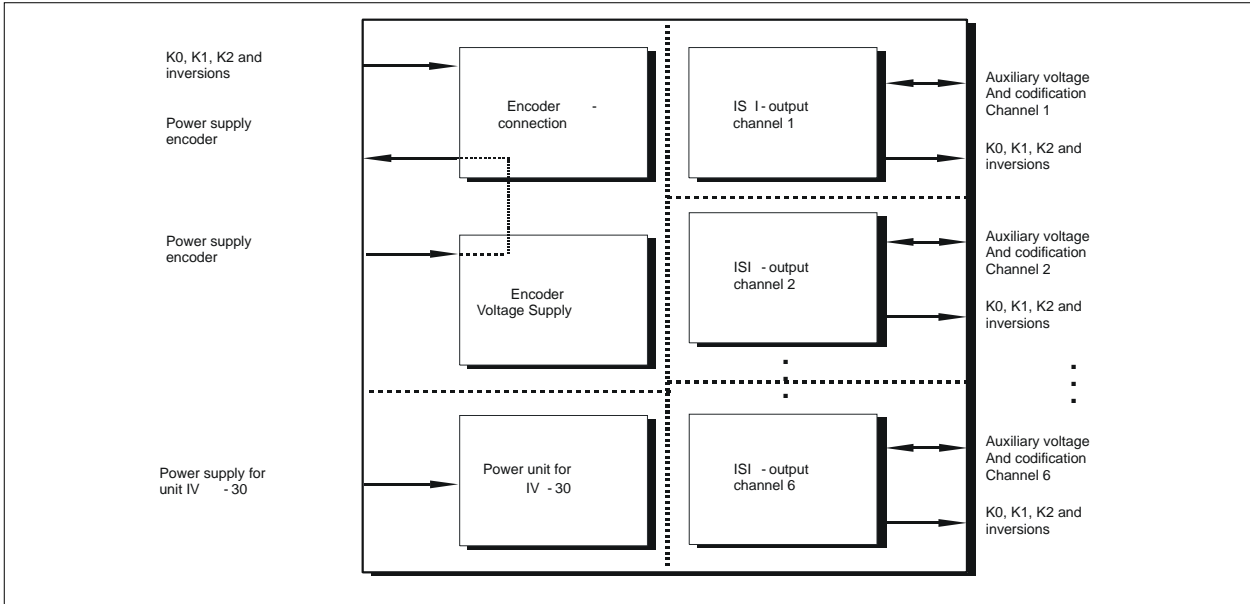 K0, K1, K2 and
inversions
Power supply
encoder
Power supply
encoder
Power supply for
unit IV - 30
Encoder -
connection
Encoder
Voltage Supply
Power unit for
IV - 30
IS I - output
channel 1
ISI - output
channel 2
ISI - output
channel 6
Auxiliary voltage
And codification
Channel 1
K0, K1, K2 and
inversions
Auxiliary voltage
And codification
Channel 2
K0, K1, K2 and
inversions
Auxiliary voltage
And codification
Channel 6
K0, K1, K2 and
inversions